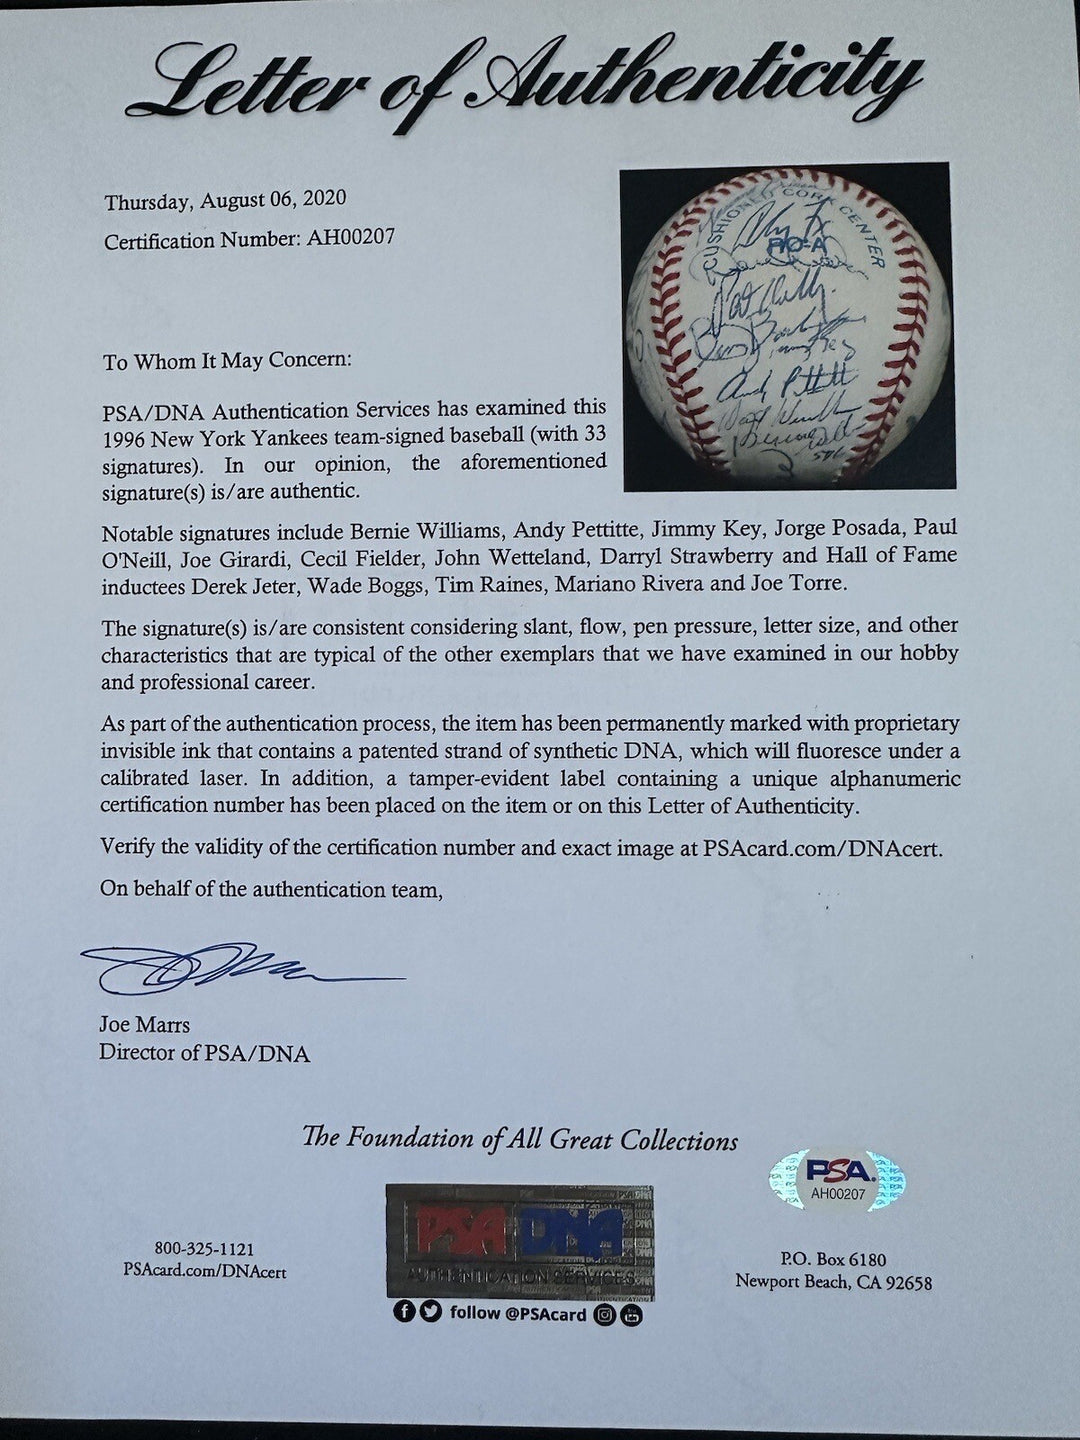 Letter of Authenticity
Thursday, August 06, 2020
Certification Number: AH00207
CUSHIONED CORK CENTER
RO-A
Andy Pettitte
To Whom It May Concern:
PSA/DNA Authentication Services has examined this
1996 New York Yankees team-signed baseball (with 33
signatures). In our opinion, the aforementioned
signature(s) is/are authentic.
Notable signatures include Bernie Williams, Andy Pettitte, Jimmy Key, Jorge Posada, Paul
O'Neill, Joe Girardi, Cecil Fielder, John Wetteland, Darryl Strawberry and Hall of Fame
inductees Derek Jeter, Wade Boggs, Tim Raines, Mariano Rivera and Joe Torre.
The signature(s) is/are consistent considering slant, flow, pen pressure, letter size, and other
characteristics that are typical of the other exemplars that we have examined in our hobby
and professional career.
As part of the authentication process, the item has been permanently marked with proprietary
invisible ink that contains a patented strand of synthetic DNA, which will fluoresce under a
calibrated laser. In addition, a tamper-evident label containing a unique alphanumeric
certification number has been placed on the item or on this Letter of Authenticity.
Verify the validity of the certification number and exact image at PSAcard.com/DNAcert.
On behalf of the authentication team,
Joe Marrs
Director of PSA/DNA
The Foundation of All Great Collections
PSA
AH00207
800-325-1121
PSAcard.com/DNAcert
PSA DNA
AUTHENTICATION SERVICES
follow @PSAcard
P.O. Box 6180
Newport Beach, CA 92658